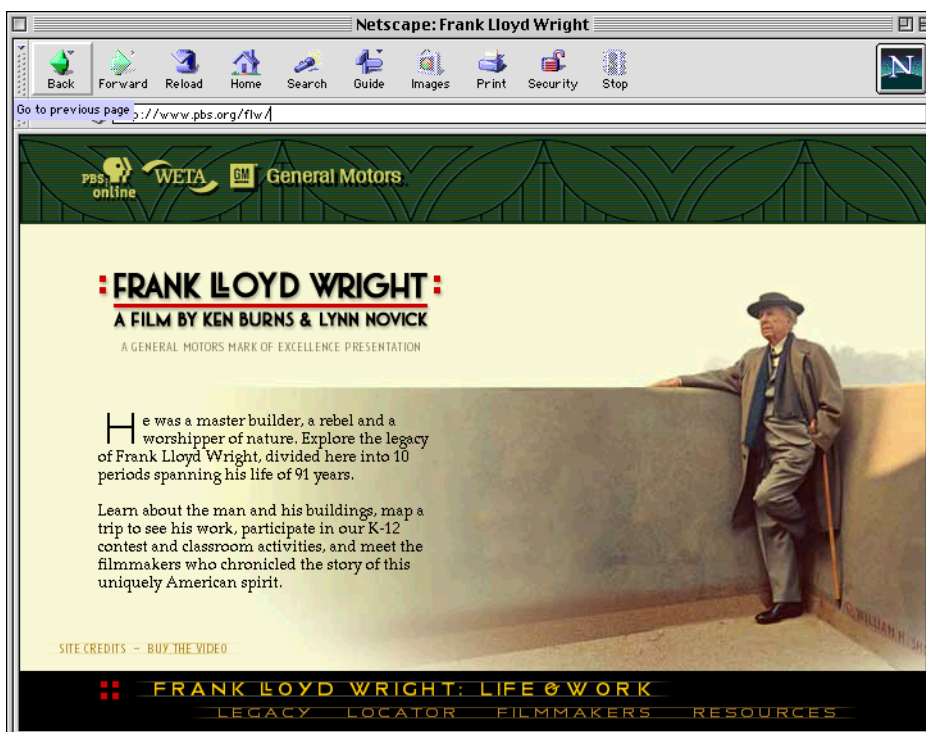 Netscape: Frank Lloyd Wright
Back Forward Reload Home Search Guide Images Print Security Stop
N
Go to previous page p://www.pbs.org/flw/
PBS online WETA GM General Motors.
FRANK LLOYD WRIGHT
A FILM BY KEN BURNS & LYNN NOVICK
A GENERAL MOTORS MARK OF EXCELLENCE PRESENTATION
He was a master builder, a rebel and a
worshipper of nature. Explore the legacy
of Frank Lloyd Wright, divided here into 10
periods spanning his life of 91 years.
Learn about the man and his buildings, map a
trip to see his work, participate in our K-12
contest and classroom activities, and meet the
filmmakers who chronicled the story of this
uniquely American spirit.
© WILLIAM H. SH
SITE CREDITS – BUY THE VIDEO
FRANK LLOYD WRIGHT: LIFE & WORK
LEGACY LOCATOR FILMMAKERS RESOURCES